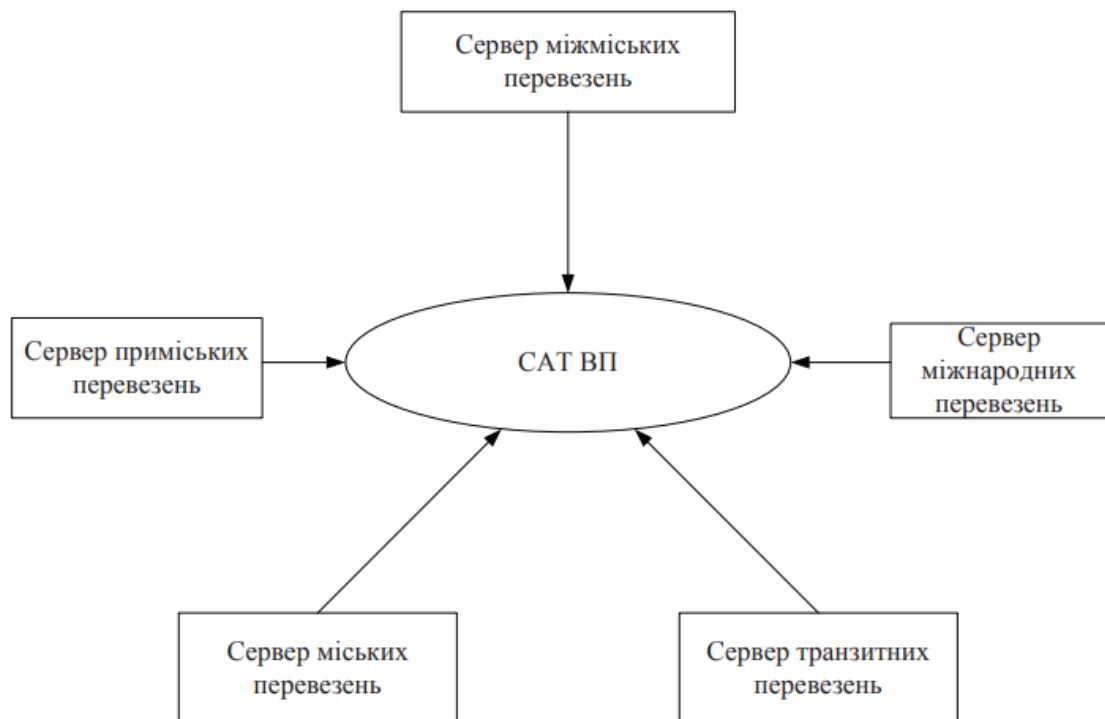 Сервер міжміських
перевезень
Сервер приміських
перевезень
САТ ВП
Сервер
міжнародних
перевезень
Сервер міських
перевезень
Сервер транзитних
перевезень